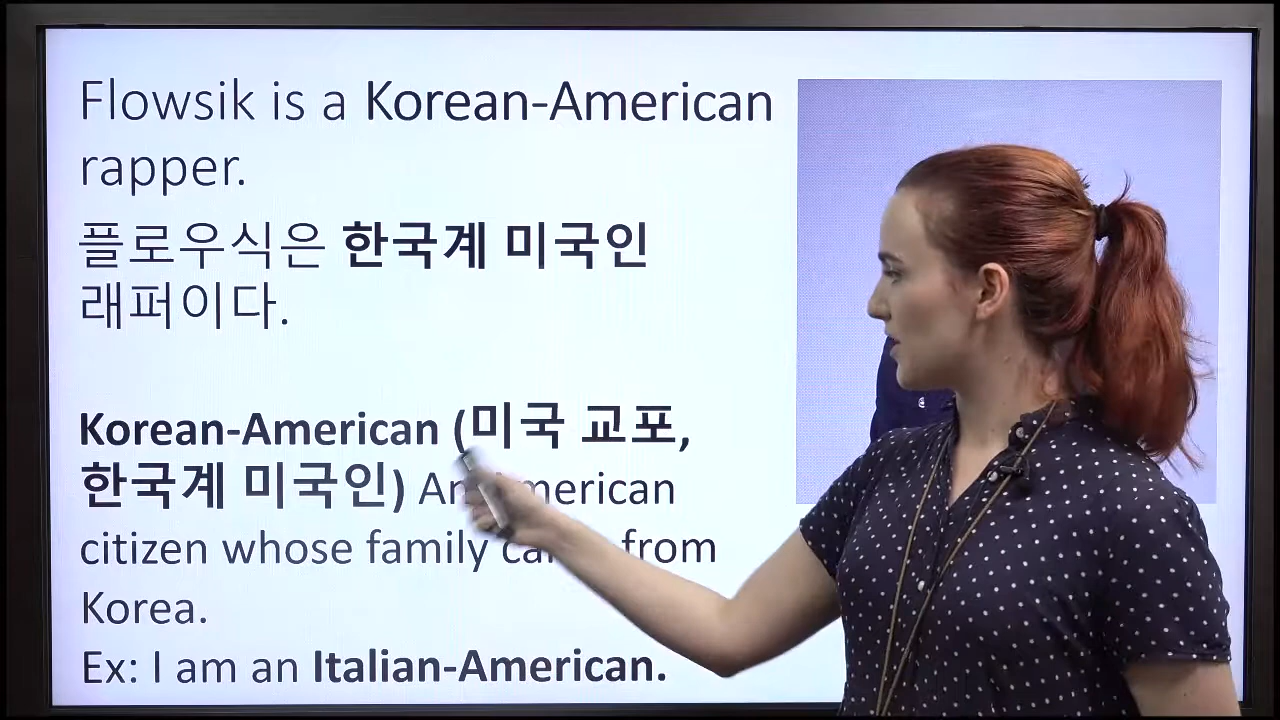 Flowsik is a Korean-American
rapper.
플로우식은 한국계 미국인
래퍼이다.
Korean-American (미국 교포,
한국계 미국인) An American
citizen whose family from
Korea.
Ex: I am an Italian-American.